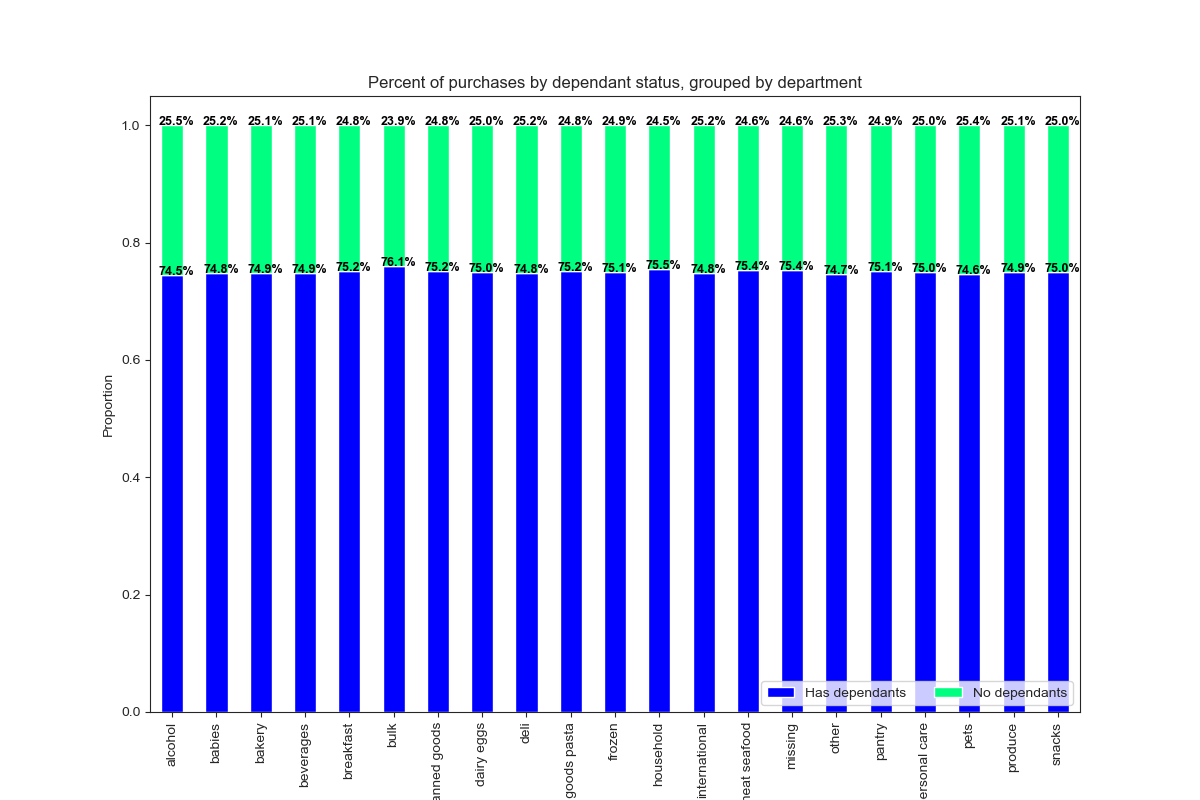 Percent of purchases by dependant status, grouped by department
25.5% 25.2% 25.1% 25.1% 24.8% 23.9% 24.8% 25.0% 25.2% 24.8% 24.9% 24.5% 25.2% 24.6% 24.6% 25.3% 24.9% 25.0% 25.4% 25.1% 25.0%
74.5% 74.8% 74.9% 74.9% 75.2% 76.1% 75.2% 75.0% 74.8% 75.2% 75.1% 75.5% 74.8% 75.4% 75.4% 74.7% 75.1% 75.0% 74.6% 74.9% 75.0%
1.0
0.8
0.6
0.4
0.2
0.0
Proportion
Has dependants
No dependants
alcohol
babies
bakery
beverages
breakfast
bulk
anned goods
dairy eggs
deli
goods pasta
frozen
household
international
neat seafood
missing
other
pantry
ersonal care
pets
produce
snacks